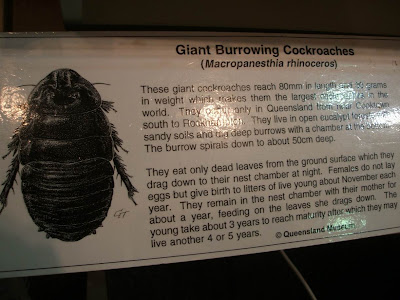 Giant Burrowing Cockroaches
(Macropanesthia rhinoceros)
These giant cockroaches reach 80mm in length and grams
in weight which makes them the largest in the
world. They only in Queensland from Cooktown
south to They live in open eucalypt
sandy soils and deep burrows with a chamber at the
The burrow spirals down to about 50cm deep.
They eat only dead leaves from the ground surface which they
drag down to their nest chamber at night. Females do not lay
eggs but give birth to litters of live young about November each
year. They remain in the nest chamber with their mother for
about a year, feeding on the leaves she drags down. The
young take about 3 years to reach maturity after which they may
live another 4 or 5 years.
© Queensland Museum